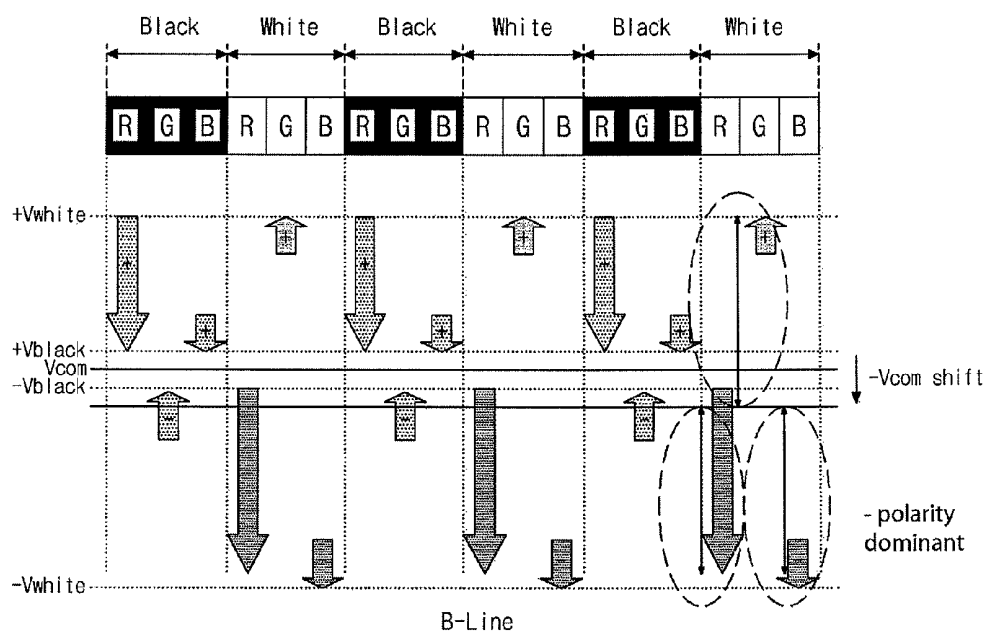 Black White Black White Black White
R G B R G B R G B R G B R G B R G B
+Vwhite
+ + +
+ + + +
+ + +
+Vblack
Vcom
-Vblack
-Vcom shift
- - -
- polarity
dominant
-Vwhite
B-Line